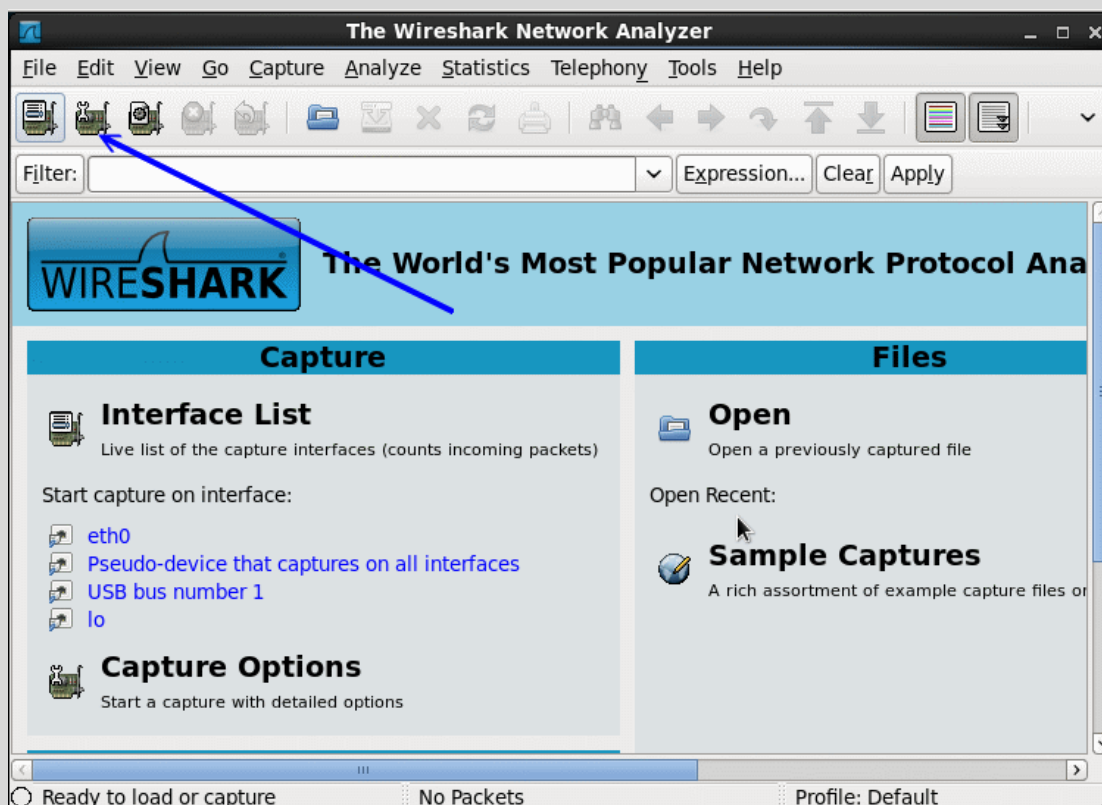 The Wireshark Network Analyzer
File Edit View Go Capture Analyze Statistics Telephony Tools Help
Filter: Expression... Clear Apply
WIRESHARK The World's Most Popular Network Protocol Ana
Capture
Interface List
Live list of the capture interfaces (counts incoming packets)
Start capture on interface:
eth0
Pseudo-device that captures on all interfaces
USB bus number 1
lo
Capture Options
Start a capture with detailed options
Files
Open
Open a previously captured file
Open Recent:
Sample Captures
A rich assortment of example capture files or
Ready to load or capture No Packets Profile: Default